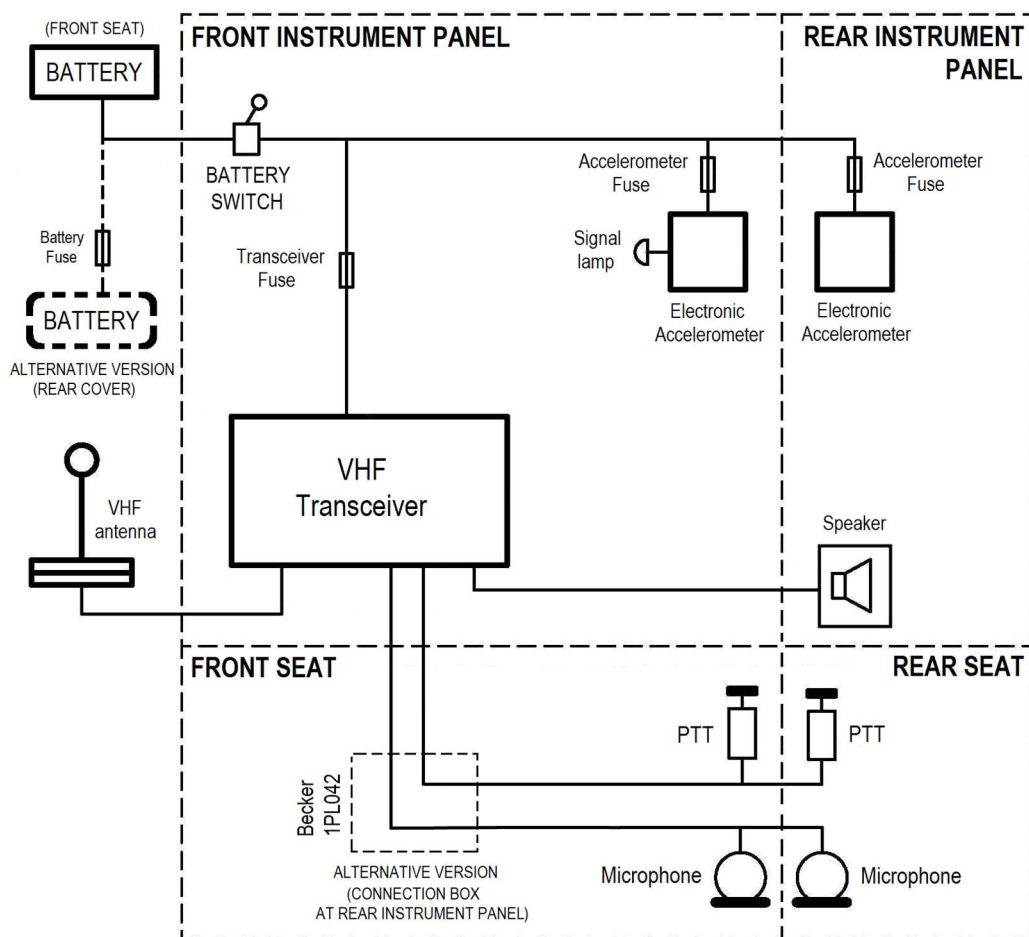 (FRONT SEAT)
BATTERY
FRONT INSTRUMENT PANEL
REAR INSTRUMENT
PANEL
BATTERY
SWITCH
Accelerometer
Fuse
Accelerometer
Fuse
Battery
Fuse
Transceiver
Fuse
Signal
lamp
BATTERY
Electronic
Accelerometer
Electronic
Accelerometer
ALTERNATIVE VERSION
(REAR COVER)
VHF
Transceiver
VHF
antenna
Speaker
FRONT SEAT
REAR SEAT
PTT
PTT
Becker
1PL042
ALTERNATIVE VERSION
(CONNECTION BOX
AT REAR INSTRUMENT PANEL)
Microphone
Microphone